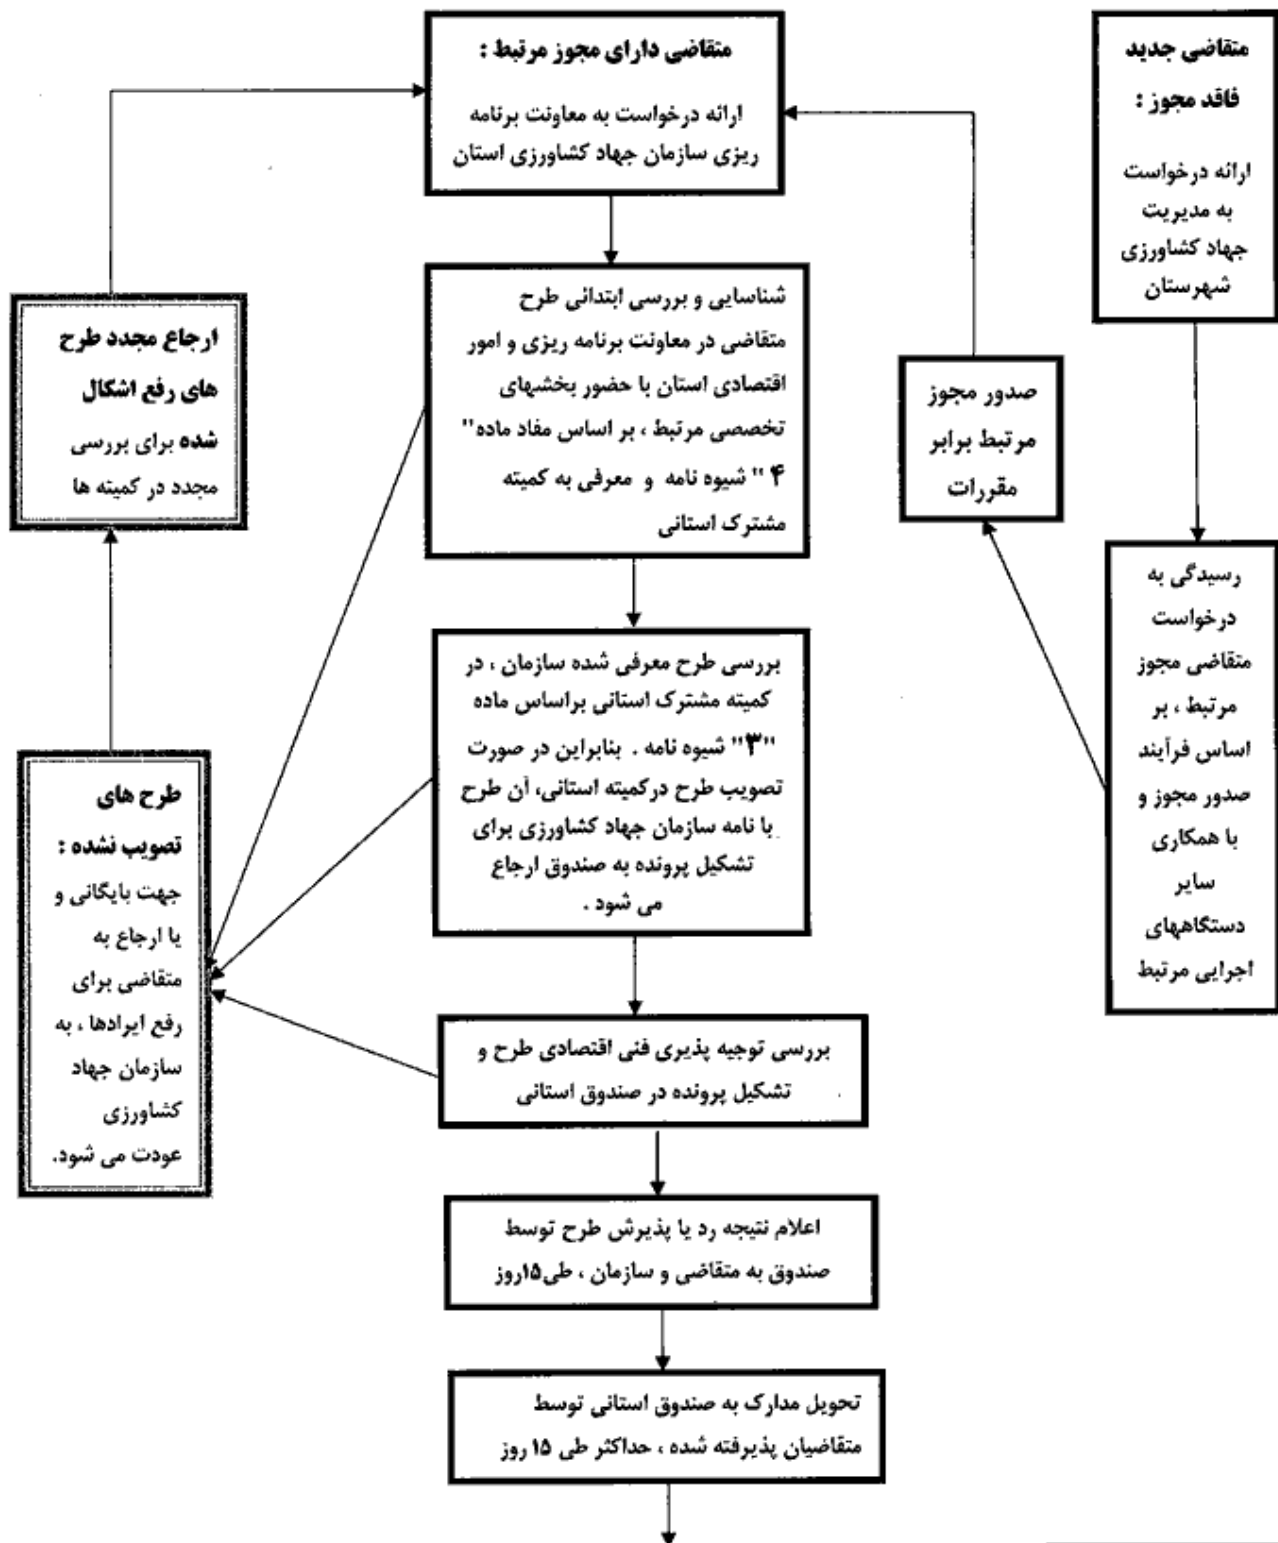 متقاضی جدید
فاقد مجوز :
ارائه درخواست
به مدیریت
جهاد کشاورزی
شهرستان
رسیدگی به
درخواست
متقاضی مجوز
مرتبط ، بر
اساس فرآیند
صدور مجوز و
با همکاری
سایر
دستگاههای
اجرایی مرتبط
صدور مجوز
مرتبط برابر
مقررات
متقاضی دارای مجوز مرتبط :
ارائه درخواست به معاونت برنامه
ریزی سازمان جهاد کشاورزی استان
شناسایی و بررسی ابتدائی طرح
متقاضی در معاونت برنامه ریزی و امور
اقتصادی استان با حضور بخشهای
تخصصی مرتبط ، بر اساس مفاد ماده"
۴ " شیوه نامه و معرفی به کمیته
مشترک استانی
بررسی طرح معرفی شده سازمان ، در
کمیته مشترک استانی براساس ماده
"۳" شیوه نامه . بنابراین در صورت
تصویب طرح درکمیته استانی، آن طرح
با نامه سازمان جهاد کشاورزی برای
تشکیل پرونده به صندوق ارجاع
می شود .
بررسی توجیه پذیری فنی اقتصادی طرح و
تشکیل پرونده در صندوق استانی
اعلام نتیجه رد یا پذیرش طرح توسط
صندوق به متقاضی و سازمان ، طی۱۵روز
تحویل مدارک به صندوق استانی توسط
متقاضیان پذیرفته شده ، حداکثر طی ۱۵ روز
ارجاع مجدد طرح
های رفع اشکال
شده برای بررسی
مجدد در کمیته ها
طرح های
تصویب نشده :
جهت بایگانی و
یا ارجاع به
متقاضی برای
رفع ایرادها ، به
سازمان جهاد
کشاورزی
عودت می شود.